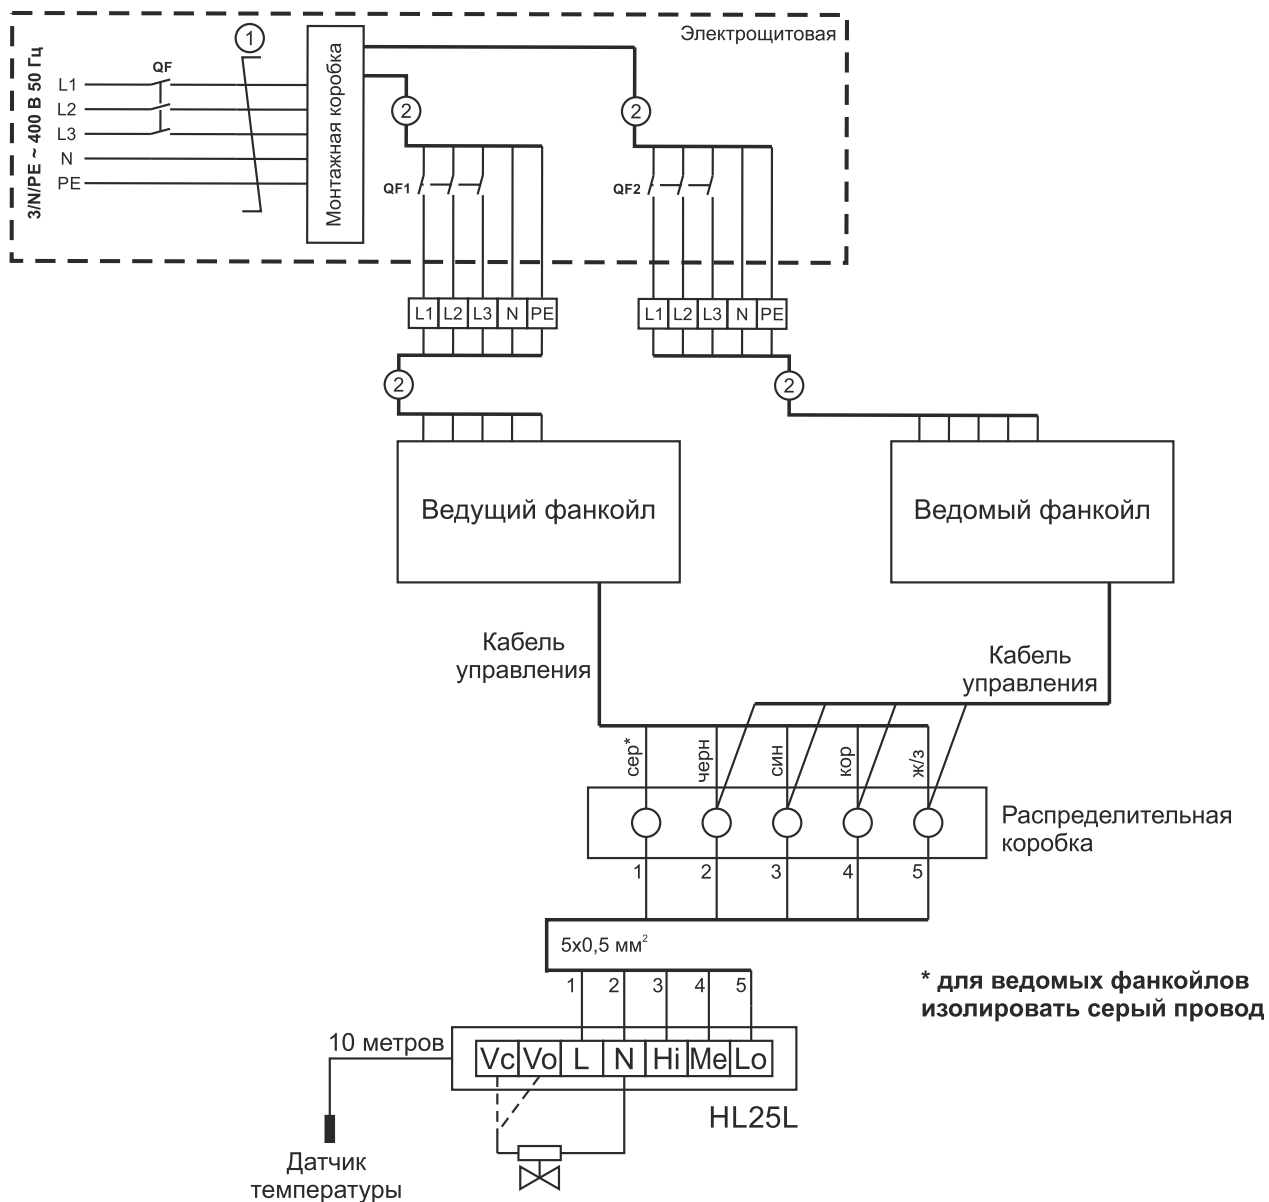 Электрощитовая
3/N/PE ~ 400 В 50 Гц
L1
L2
L3
N
PE
QF
1
Монтажная коробка
2
2
QF1
QF2
L1 L2 L3 N PE
L1 L2 L3 N PE
2
2
Ведущий фанкойл
Ведомый фанкойл
Кабель
управления
Кабель
управления
сер*
черн
син
кор
ж/з
Распределительная
коробка
1 2 3 4 5
5х0,5 мм²
1 2 3 4 5
* для ведомых фанкойлов
изолировать серый провод
10 метров
Vc Vo L N Hi Me Lo
HL25L
Датчик
температуры